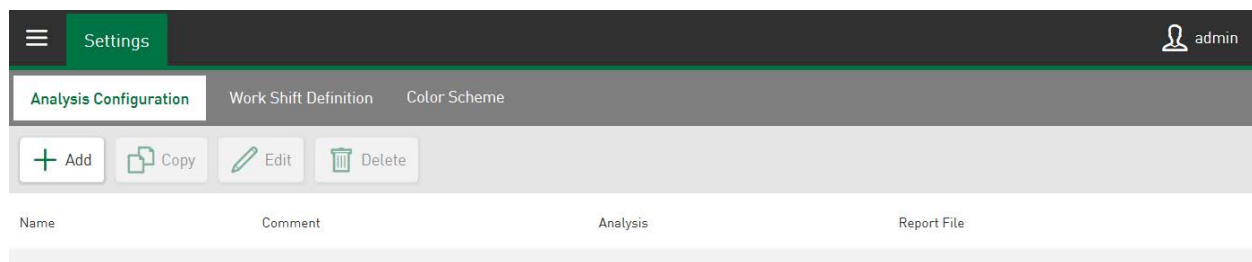 Settings admin
Analysis Configuration Work Shift Definition Color Scheme
Add Copy Edit Delete
Name Comment Analysis Report File